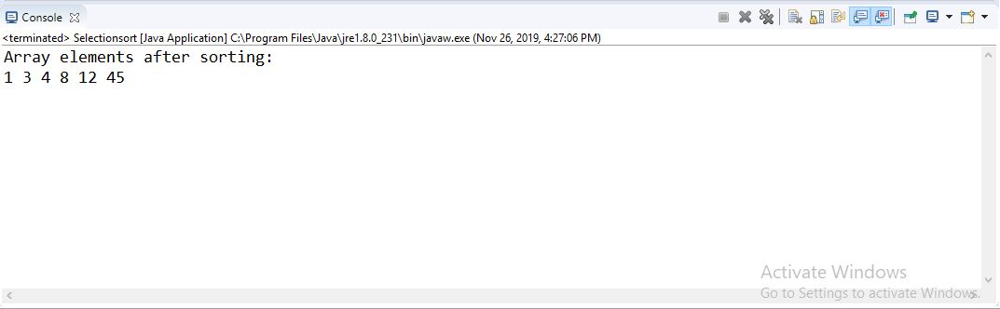 Console
<terminated> Selectionsort [Java Application] C:\Program Files\Java\jre1.8.0_231\bin\javaw.exe (Nov 26, 2019, 4:27:06 PM)
Array elements after sorting:
1 3 4 8 12 45
Activate Windows
Go to Settings to activate Windows.